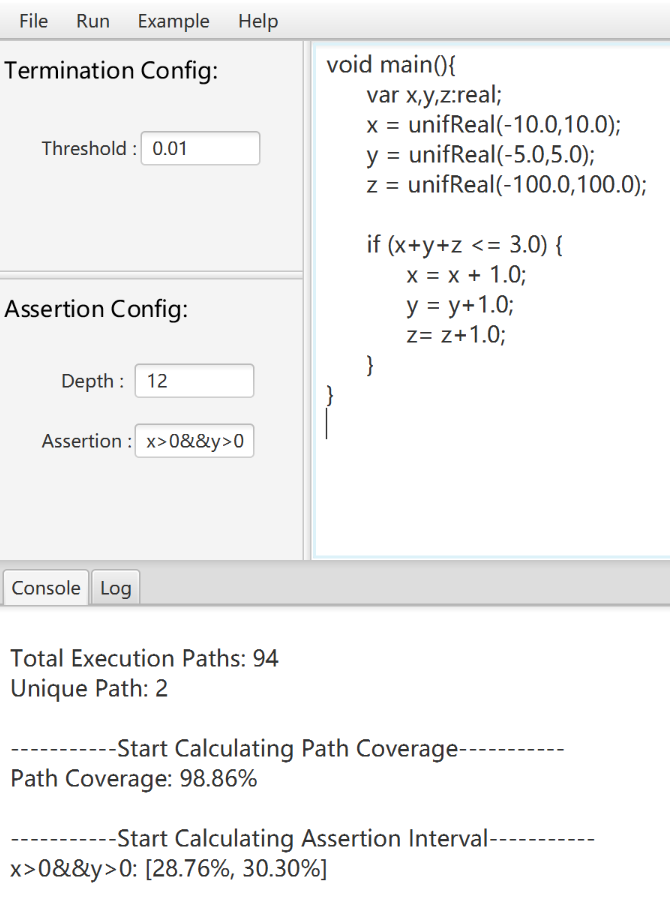 File Run Example Help
Termination Config:
Threshold : 0.01
Assertion Config:
Depth : 12
Assertion : x>0&&y>0
void main(){
var x,y,z:real;
x = unifReal(-10.0,10.0);
y = unifReal(-5.0,5.0);
z = unifReal(-100.0,100.0);
if (x+y+z <= 3.0) {
x = x + 1.0;
y = y+1.0;
z= z+1.0;
}
}
Console Log
Total Execution Paths: 94
Unique Path: 2
-----------Start Calculating Path Coverage-----------
Path Coverage: 98.86%
-----------Start Calculating Assertion Interval-----------
x>0&&y>0: [28.76%, 30.30%]